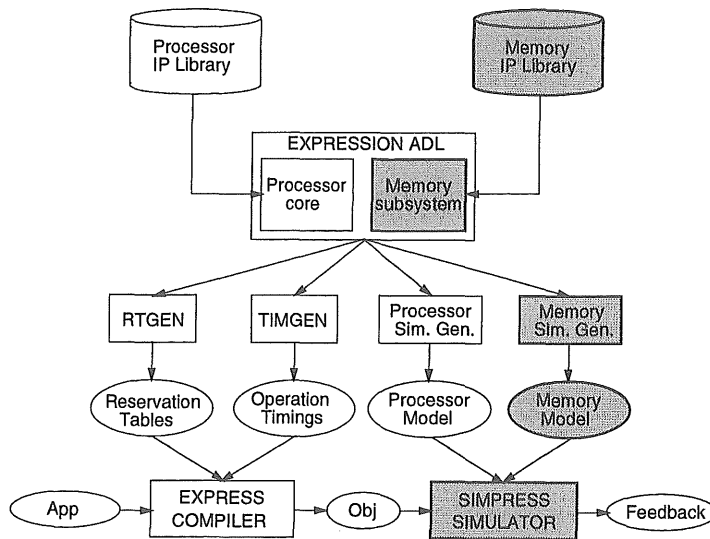 Processor
IP Library
Memory
IP Library
EXPRESSION ADL
Processor
core
Memory
subsystem
RTGEN
TIMGEN
Processor
Sim. Gen.
Memory
Sim. Gen.
Reservation
Tables
Operation
Timings
Processor
Model
Memory
Model
App
EXPRESS
COMPILER
Obj
SIMPRESS
SIMULATOR
Feedback